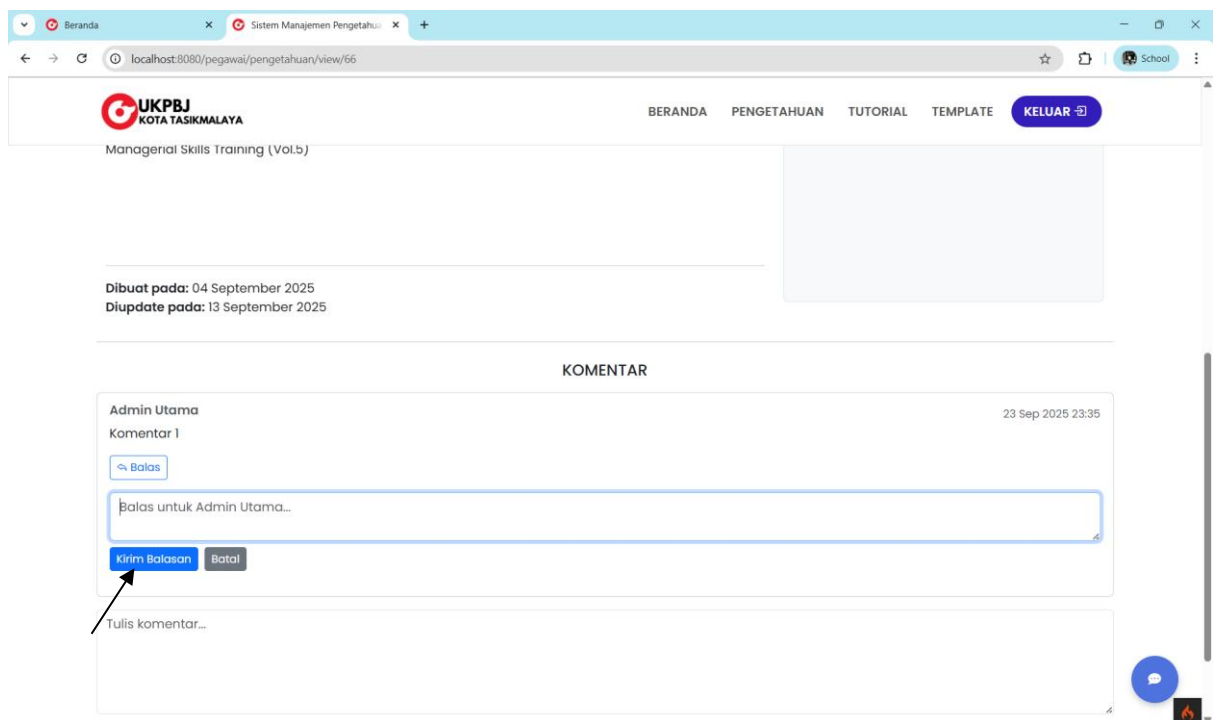 Beranda
Sistem Manajemen Pengetahua
localhost:8080/pegawai/pengetahuan/view/66
School
UKPBJ
KOTA TASIKMALAYA
BERANDA PENGETAHUAN TUTORIAL TEMPLATE KELUAR
Managerial Skills Training (Vol.5)
Dibuat pada: 04 September 2025
Diupdate pada: 13 September 2025
KOMENTAR
Admin Utama
23 Sep 2025 23:35
Komentar 1
Balas
Balas untuk Admin Utama...
Kirim Balasan Batal
Tulis komentar...